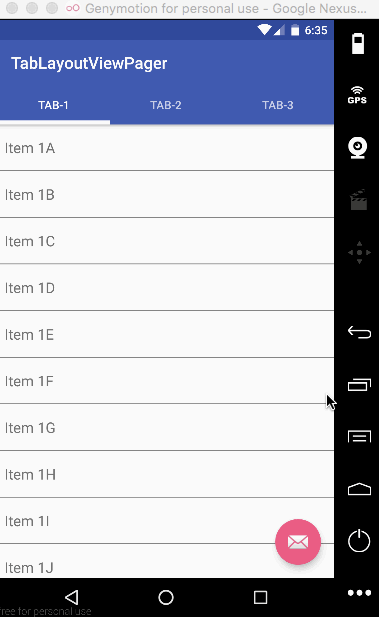 Genymotion for personal use - Google Nexus...
6:35
TabLayoutViewPager
TAB-1 TAB-2 TAB-3
Item 1A
Item 1B
Item 1C
Item 1D
Item 1E
Item 1F
Item 1G
Item 1H
Item 1I
Item 1J
GPS
free for personal use